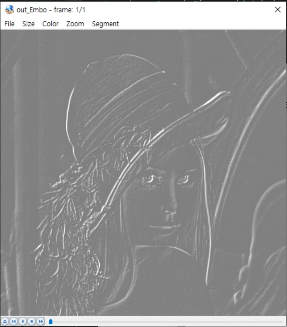 out_Embo - frame: 1/1
File Size Color Zoom Segment